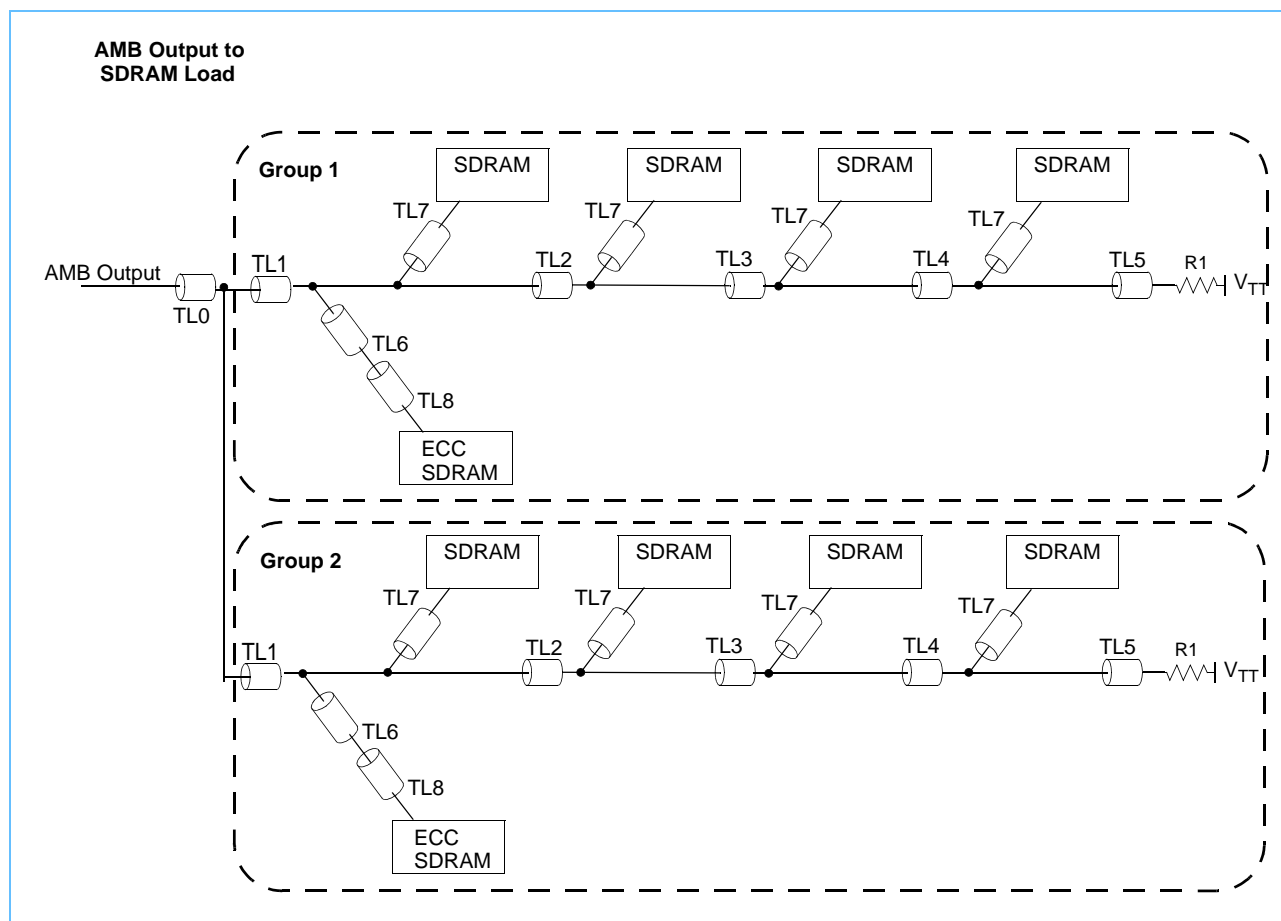 AMB Output to
SDRAM Load
Group 1
SDRAM
SDRAM
SDRAM
SDRAM
TL7
TL7
TL7
TL7
AMB Output
TL0
TL1
TL2
TL3
TL4
TL5
R1
VTT
TL6
TL8
ECC
SDRAM
Group 2
SDRAM
SDRAM
SDRAM
SDRAM
TL7
TL7
TL7
TL7
TL1
TL2
TL3
TL4
TL5
R1
VTT
TL6
TL8
ECC
SDRAM